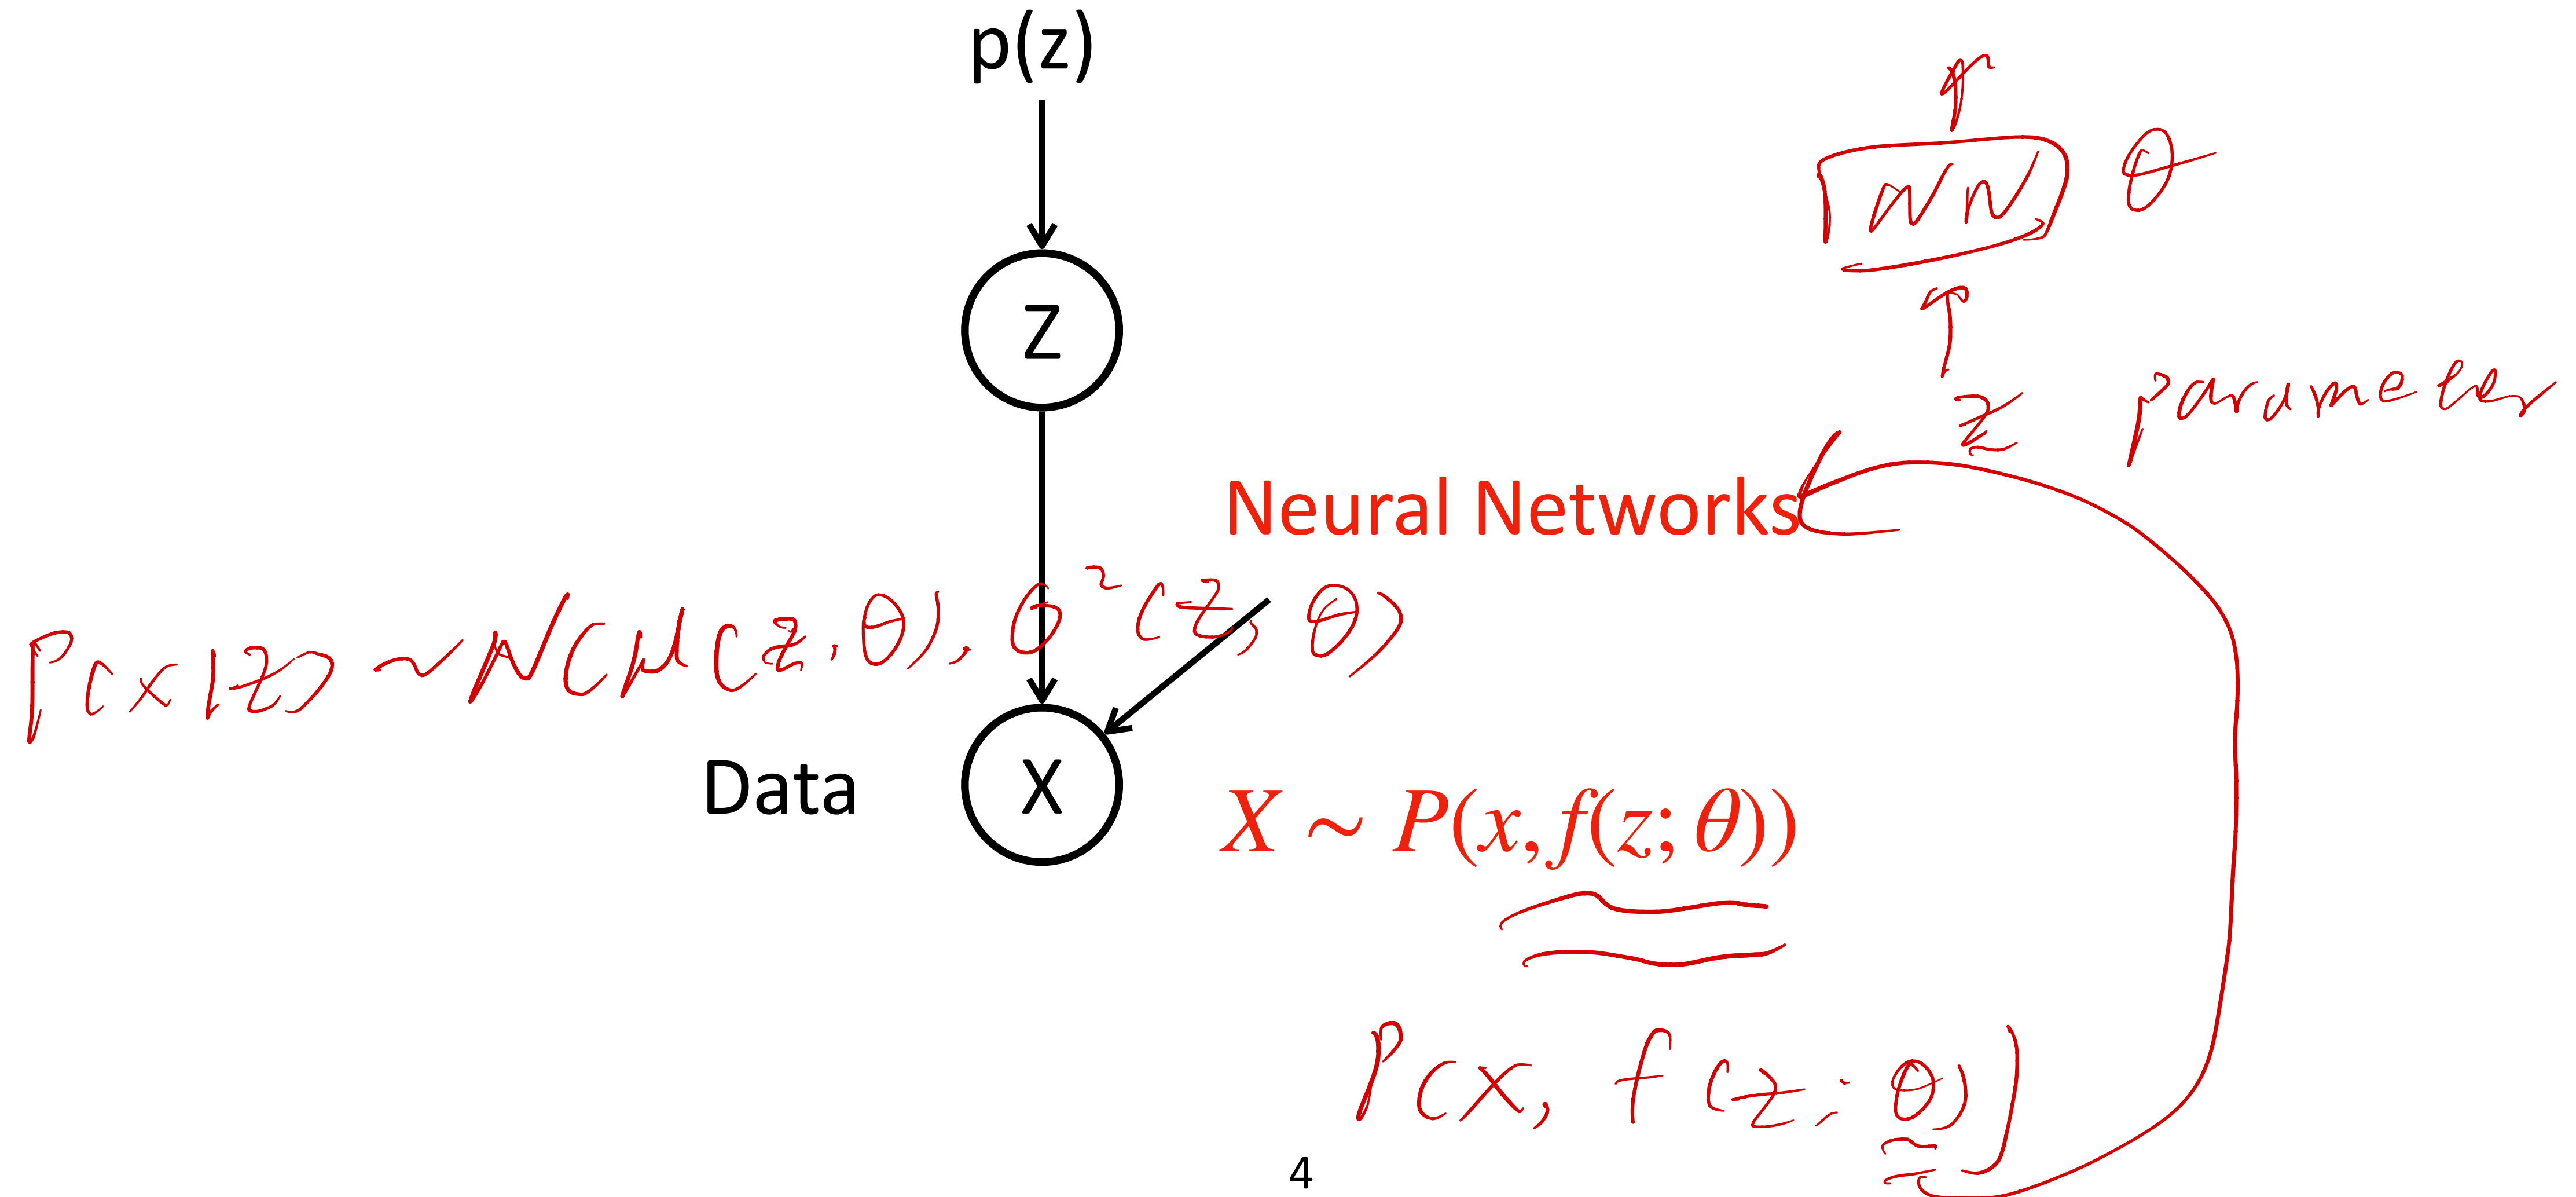 p(z)
NN θ
Z
z parameter
Neural Networks
P(x|z) ~ N(μ(z,θ), σ²(z; θ)
Data
X
X ~ P(x, f(z; θ))
P(x, f(z; θ))
4